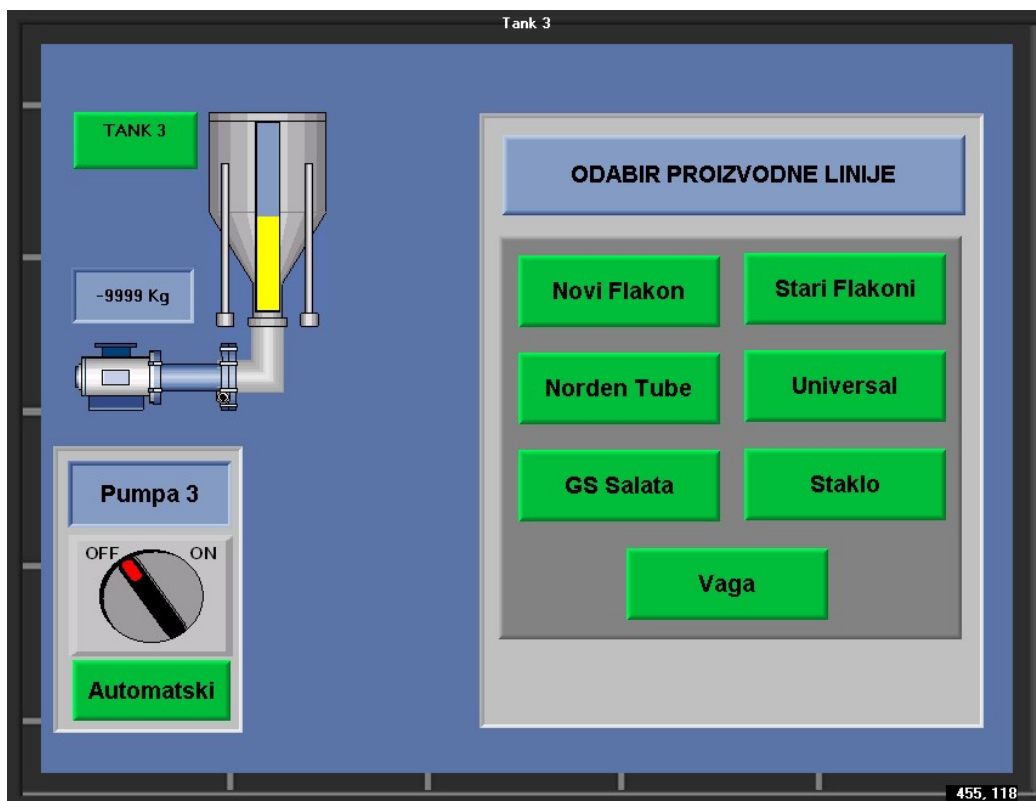 Tank 3
TANK 3
-9999 Kg
Pumpa 3
OFF ON
Automatski
ODABIR PROIZVODNE LINIJE
Novi Flakon
Stari Flakoni
Norden Tube
Universal
GS Salata
Staklo
Vaga
455, 118